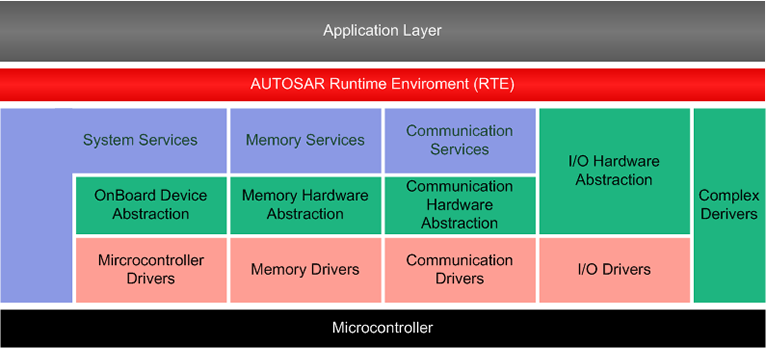 Application Layer
AUTOSAR Runtime Enviroment (RTE)
System Services
Memory Services
Communication
Services
I/O Hardware
Abstraction
Complex
Derivers
OnBoard Device
Abstraction
Memory Hardware
Abstraction
Communication
Hardware
Abstraction
Mircrocontroller
Drivers
Memory Drivers
Communication
Drivers
I/O Drivers
Microcontroller